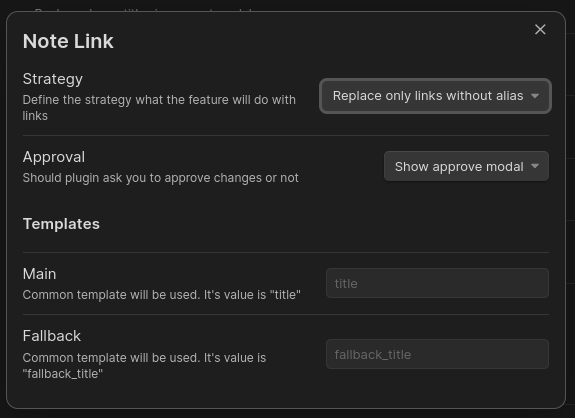 Note Link
Strategy
Define the strategy what the feature will do with
links
Replace only links without alias
Approval
Should plugin ask you to approve changes or not
Show approve modal
Templates
Main
Common template will be used. It's value is "title"
title
Fallback
Common template will be used. It's value is
"fallback_title"
fallback_title